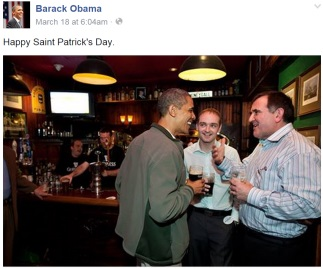 Barack Obama
March 18 at 6:04am ·
Happy Saint Patrick's Day.